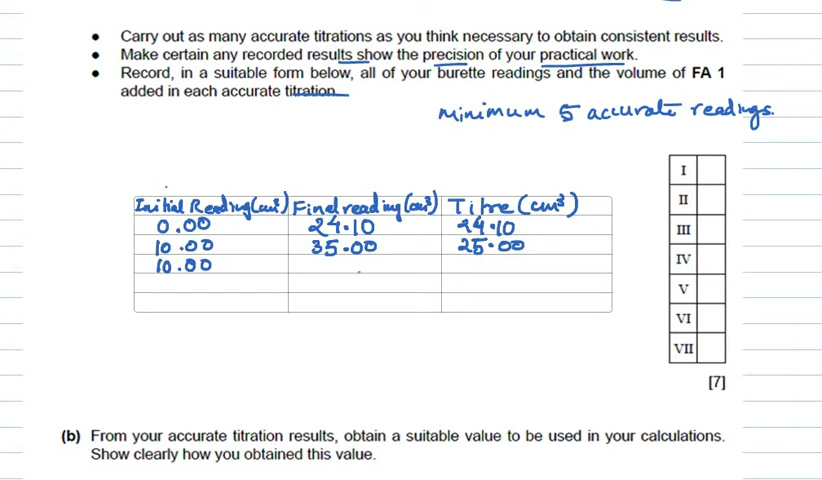 • Carry out as many accurate titrations as you think necessary to obtain consistent results.
• Make certain any recorded results show the precision of your practical work.
• Record, in a suitable form below, all of your burette readings and the volume of FA 1
added in each accurate titration.
minimum 5 accurate readings.
Initial Reading(cm³) Final reading(cm³) Titre (cm³)
0.00 24.10 24.10
10.00 35.00 25.00
10.00
I
II
III
IV
V
VI
VII
[7]
(b) From your accurate titration results, obtain a suitable value to be used in your calculations.
Show clearly how you obtained this value.